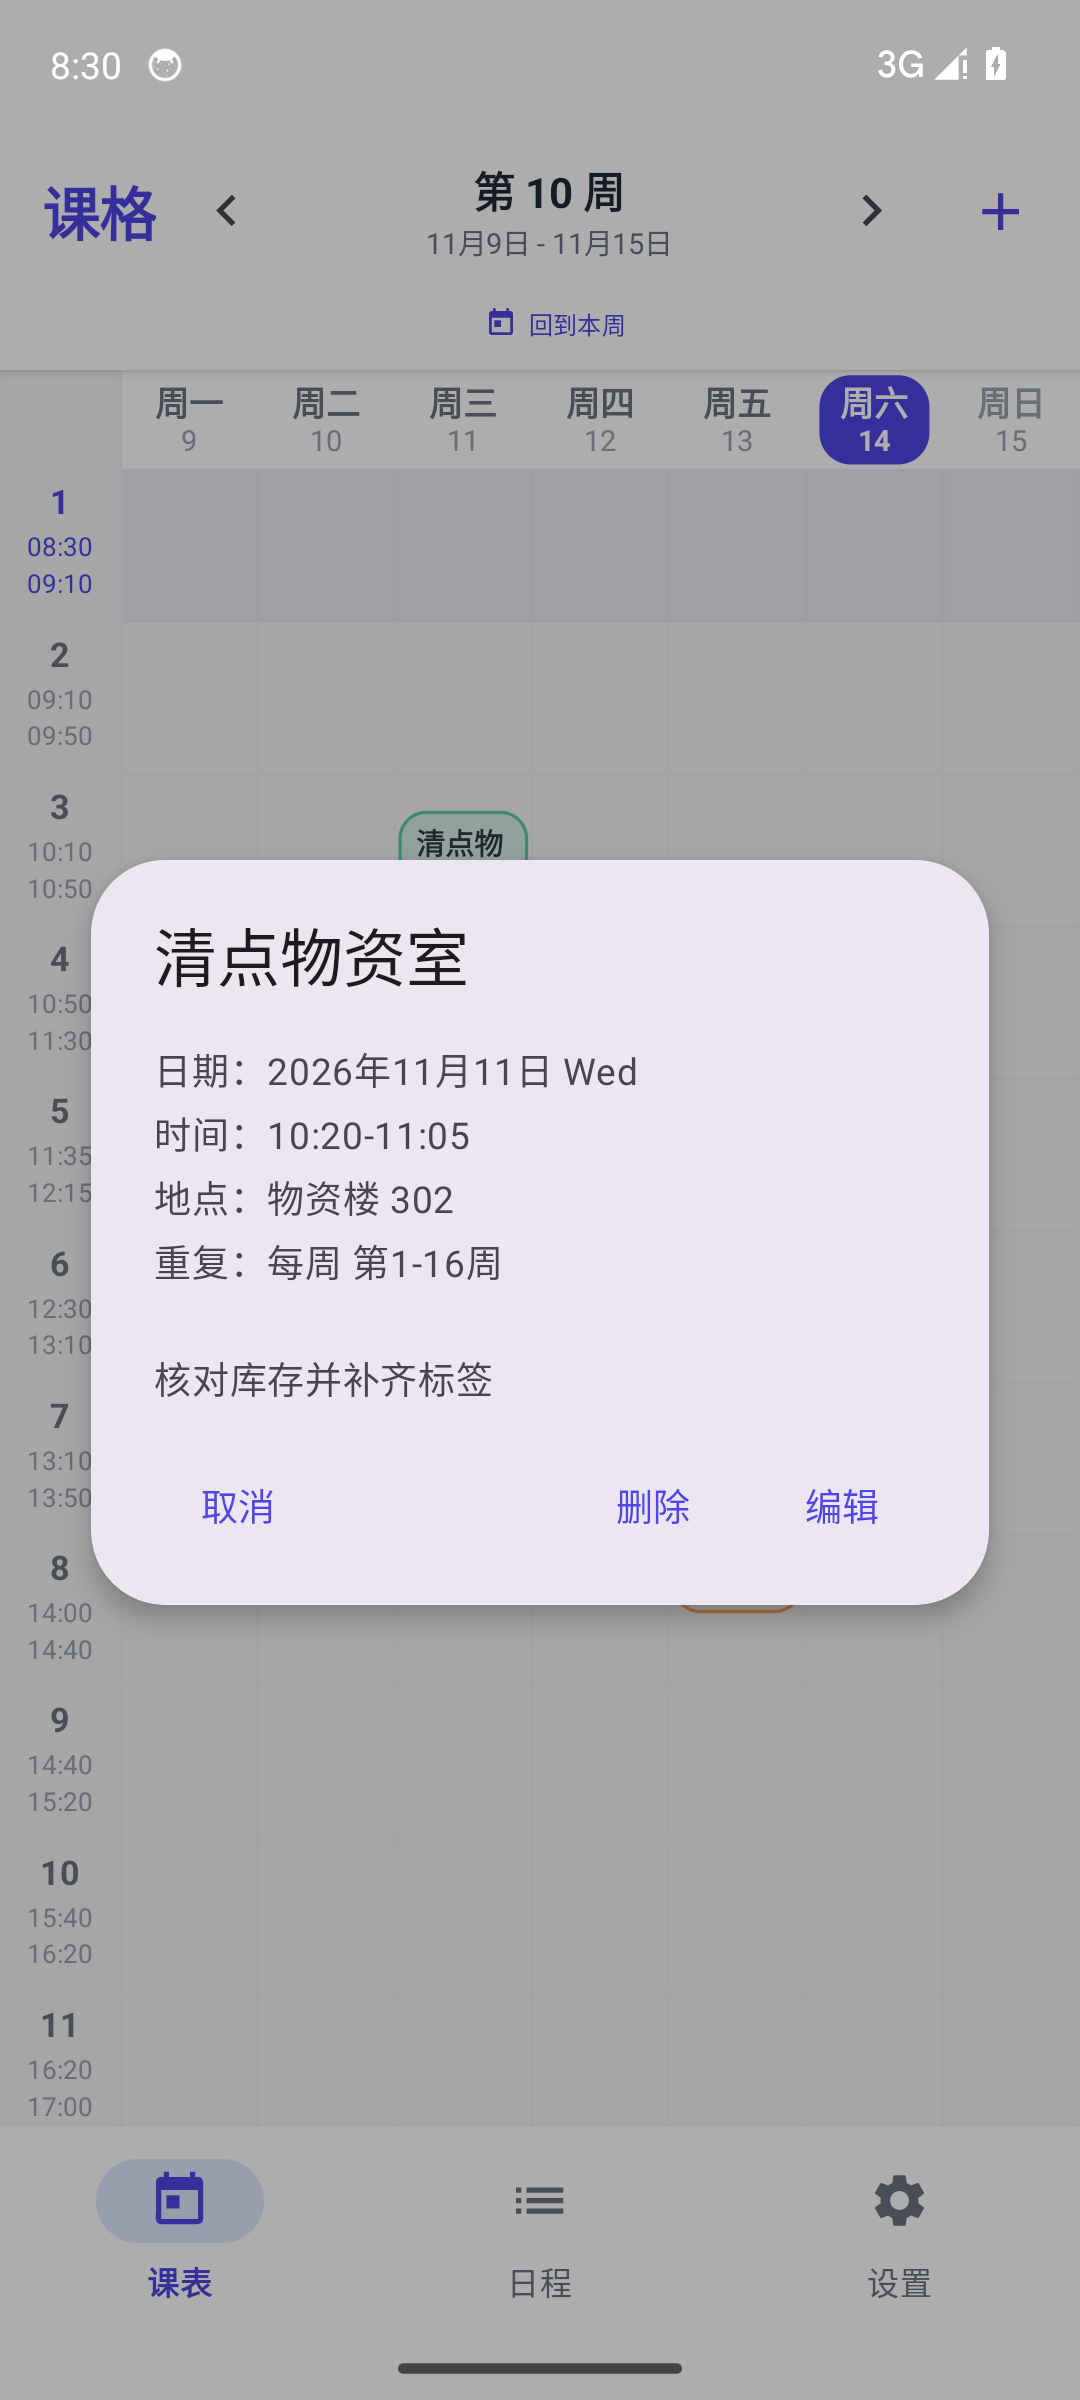 8:30
3G
课格
第 10 周
11月9日 - 11月15日
回到本周
周一 周二 周三 周四 周五 周六 周日
9 10 11 12 13 14 15
1
08:30
09:10
2
09:10
09:50
3
10:10
10:50
清点物
4
10:50
11:30
5
11:35
12:15
6
12:30
13:10
7
13:10
13:50
8
14:00
14:40
9
14:40
15:20
10
15:40
16:20
11
16:20
17:00
清点物资室
日期：2026年11月11日 Wed
时间：10:20-11:05
地点：物资楼 302
重复：每周 第1-16周
核对库存并补齐标签
取消 删除 编辑
课表 日程 设置